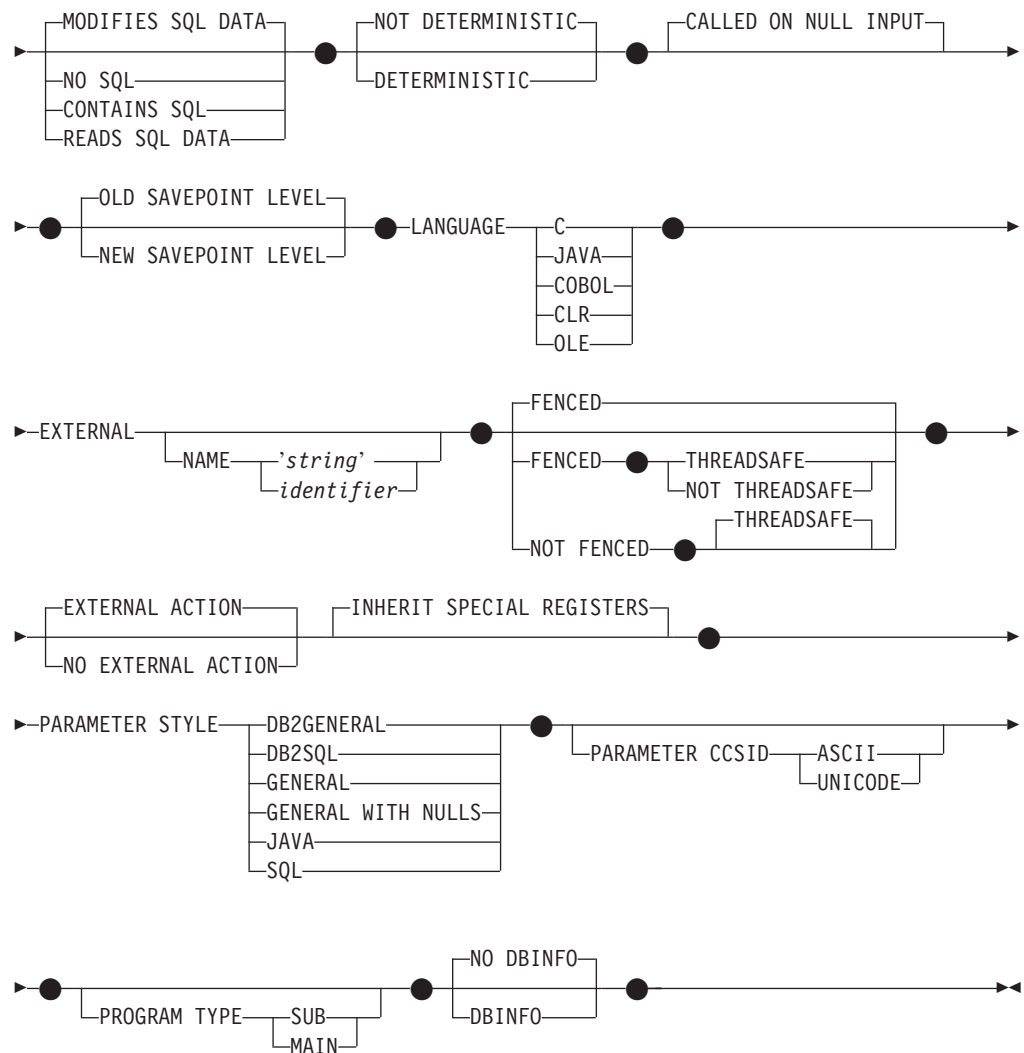 MODIFIES SQL DATA NOT DETERMINISTIC CALLED ON NULL INPUT
NO SQL DETERMINISTIC
CONTAINS SQL
READS SQL DATA
OLD SAVEPOINT LEVEL
LANGUAGE C
NEW SAVEPOINT LEVEL JAVA
COBOL
CLR
OLE
FENCED
EXTERNAL
NAME 'string' FENCED THREADSAFE
identifier NOT THREADSAFE
THREADSAFE
NOT FENCED
EXTERNAL ACTION INHERIT SPECIAL REGISTERS
NO EXTERNAL ACTION
PARAMETER STYLE DB2GENERAL
DB2SQL PARAMETER CCSID ASCII
GENERAL UNICODE
GENERAL WITH NULLS
JAVA
SQL
NO DBINFO
PROGRAM TYPE SUB DBINFO
MAIN